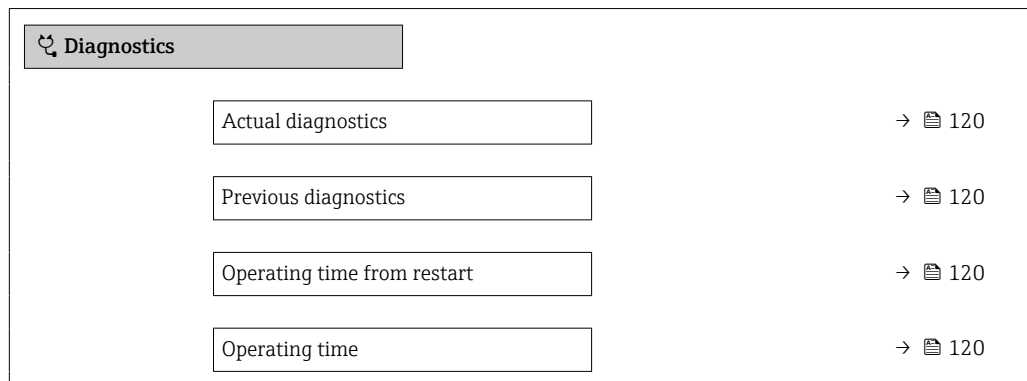 Diagnostics
Actual diagnostics → 120
Previous diagnostics → 120
Operating time from restart → 120
Operating time → 120